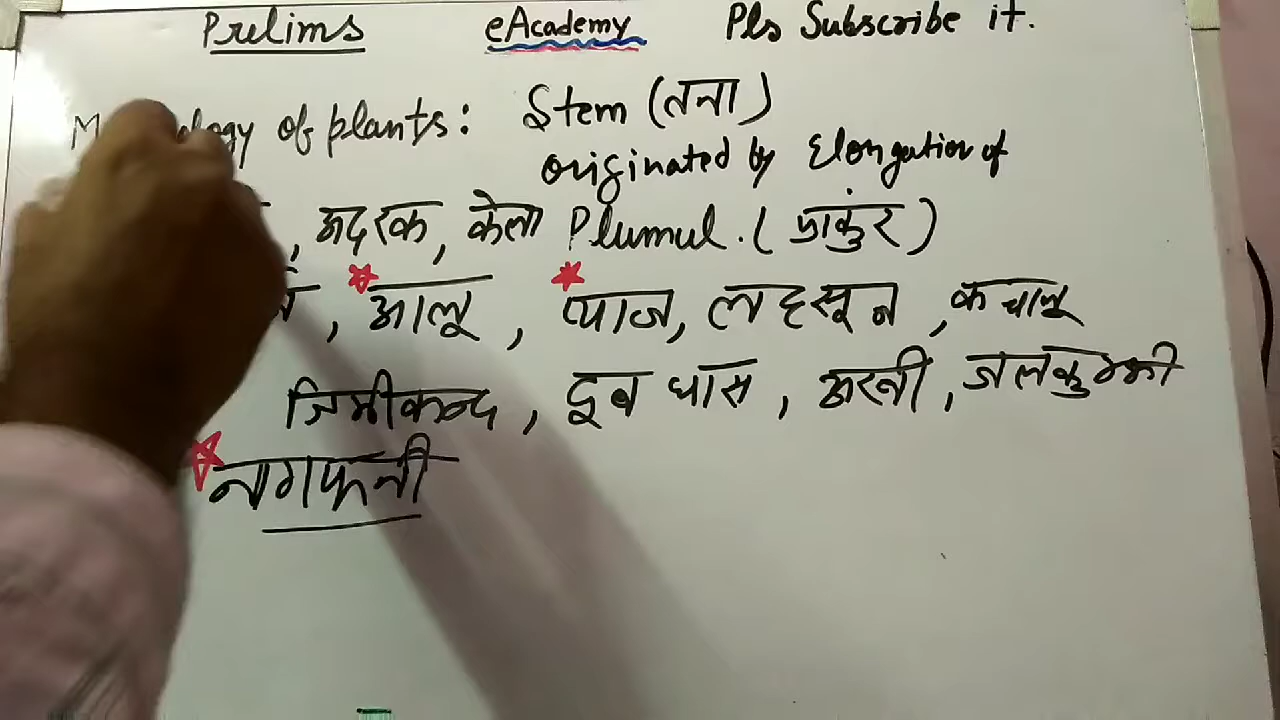 Prelims eAcademy Pls Subscribe it.
of plants: Stem (तना)
originated by Elongation of
, अदरक, केला Plumul. (प्रांकुर)
, आलू, प्याज, लहसून, कचालू
जिमीकन्द, दूब घास, अरबी, जलकुम्भी
नागफनी